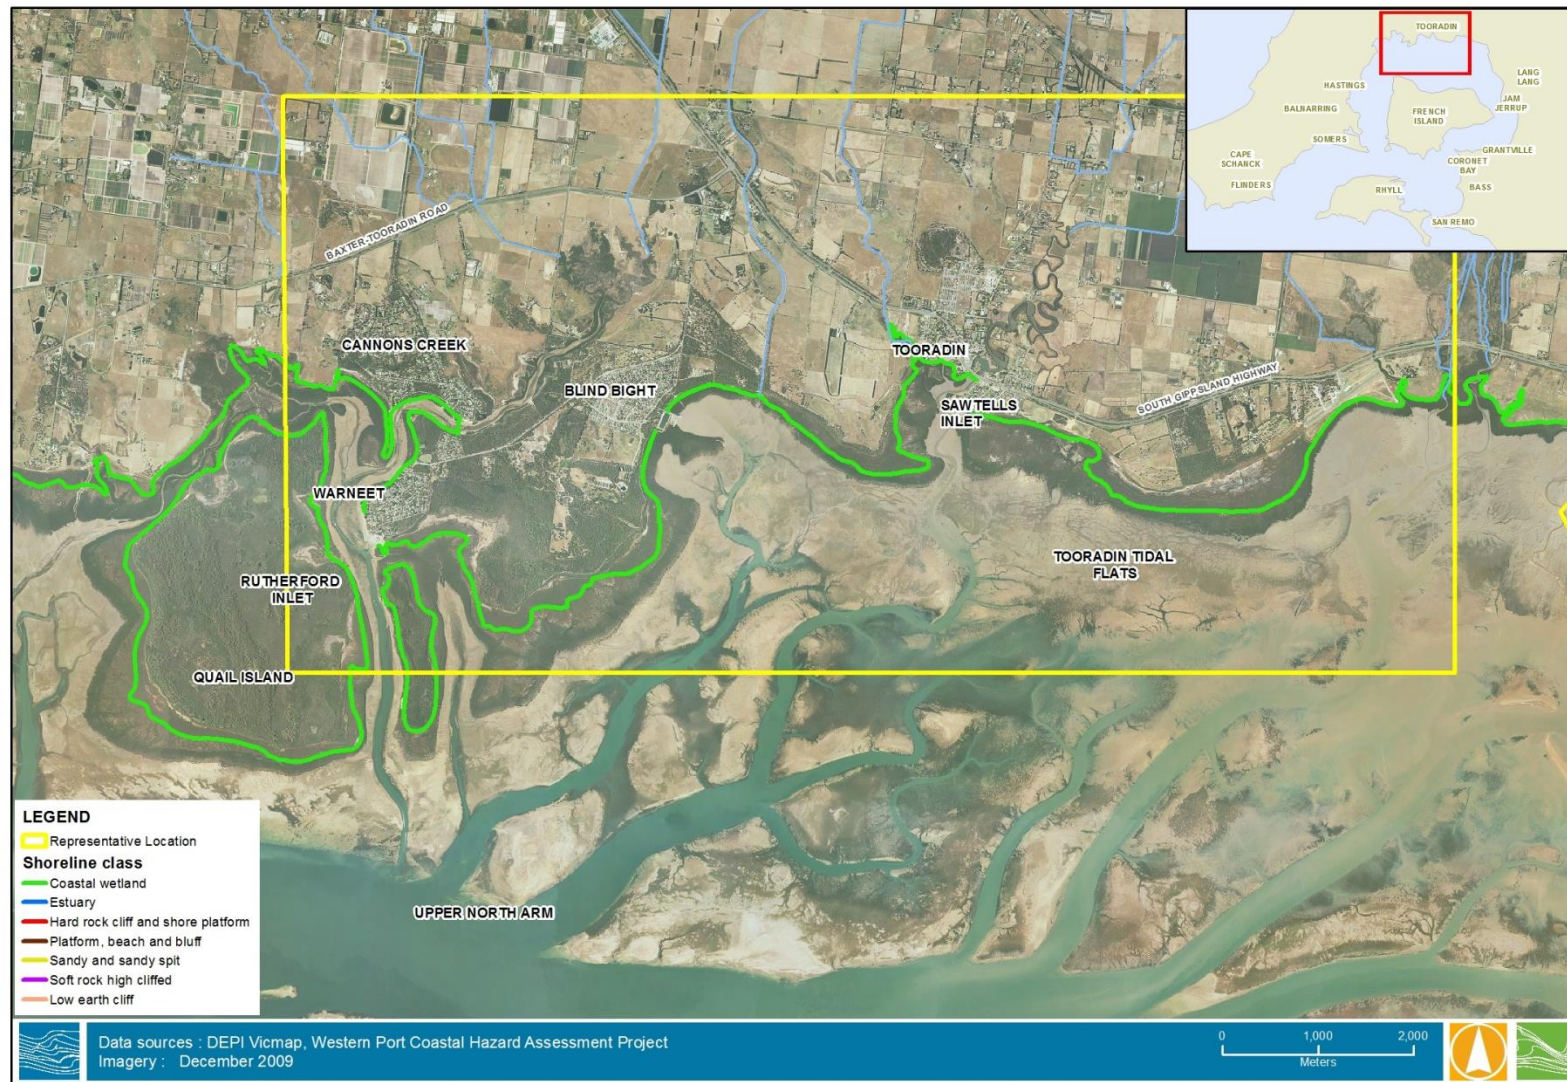 TOORADIN
LANG
LANG
HASTINGS
JAM
JERRUP
BALNARRING
FRENCH
ISLAND
SOMERS
GRANTVILLE
CAPE
SCHANCK
CORONET
BAY
FLINDERS
RHYLL
BASS
SAN REMO
BAXTER-TOORADIN ROAD
CANNONS CREEK
TOORADIN
BLIND BIGHT
SOUTH GIPPSLAND HIGHWAY
SAWTELLS
INLET
WARNEET
TOORADIN TIDAL
FLATS
RUTHERFORD
INLET
QUAIL ISLAND
UPPER NORTH ARM
LEGEND
Representative Location
Shoreline class
Coastal wetland
Estuary
Hard rock cliff and shore platform
Platform, beach and bluff
Sandy and sandy spit
Soft rock high cliffed
Low earth cliff
Data sources : DEPI Vicmap, Western Port Coastal Hazard Assessment Project
Imagery : December 2009
0 1,000 2,000
Meters